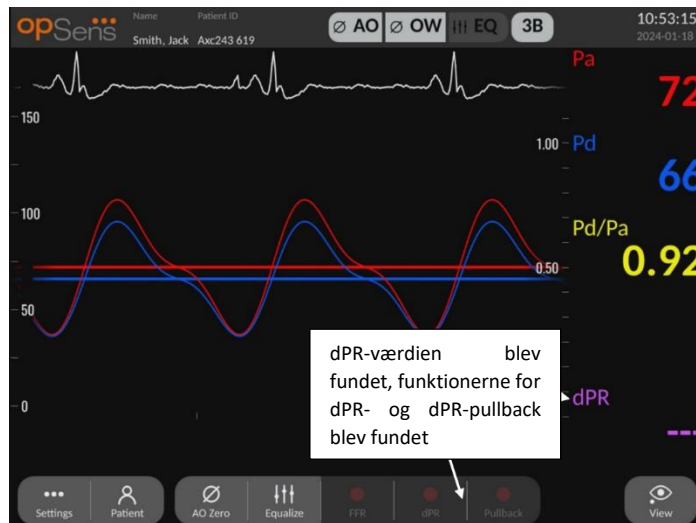 opSens
Name Patient ID
Smith, Jack Axc243 619
Ø AO Ø OW EQ 3B
10:53:15
2024-01-18
Pa
72
150
1.00 Pd
66
100
Pd/Pa
0.92
0.50
50
dPR-værdien blev
fundet, funktionerne for
dPR- og dPR-pullback
blev fundet
dPR
0
---
Settings Patient AO Zero Equalize FFR dPR Pullback View